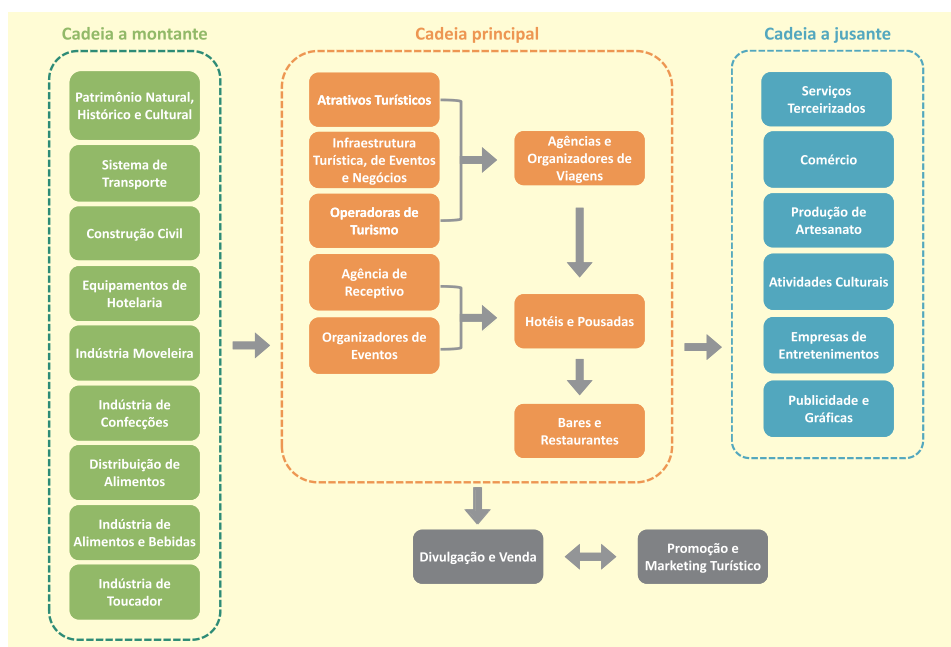 Cadeia a montante
Patrimônio Natural,
Histórico e Cultural
Sistema de
Transporte
Construção Civil
Equipamentos de
Hotelaria
Indústria Moveleira
Indústria de
Confecções
Distribuição de
Alimentos
Indústria de
Alimentos e Bebidas
Indústria de
Toucador
Cadeia principal
Atrativos Turísticos
Infraestrutura
Turística, de Eventos
e Negócios
Operadoras de
Turismo
Agência de
Receptivo
Organizadores de
Eventos
Agências e
Organizadores de
Viagens
Hotéis e Pousadas
Bares e
Restaurantes
Cadeia a jusante
Serviços
Terceirizados
Comércio
Produção de
Artesanato
Atividades Culturais
Empresas de
Entretenimentos
Publicidade e
Gráficas
Divulgação e Venda
Promoção e
Marketing Turístico